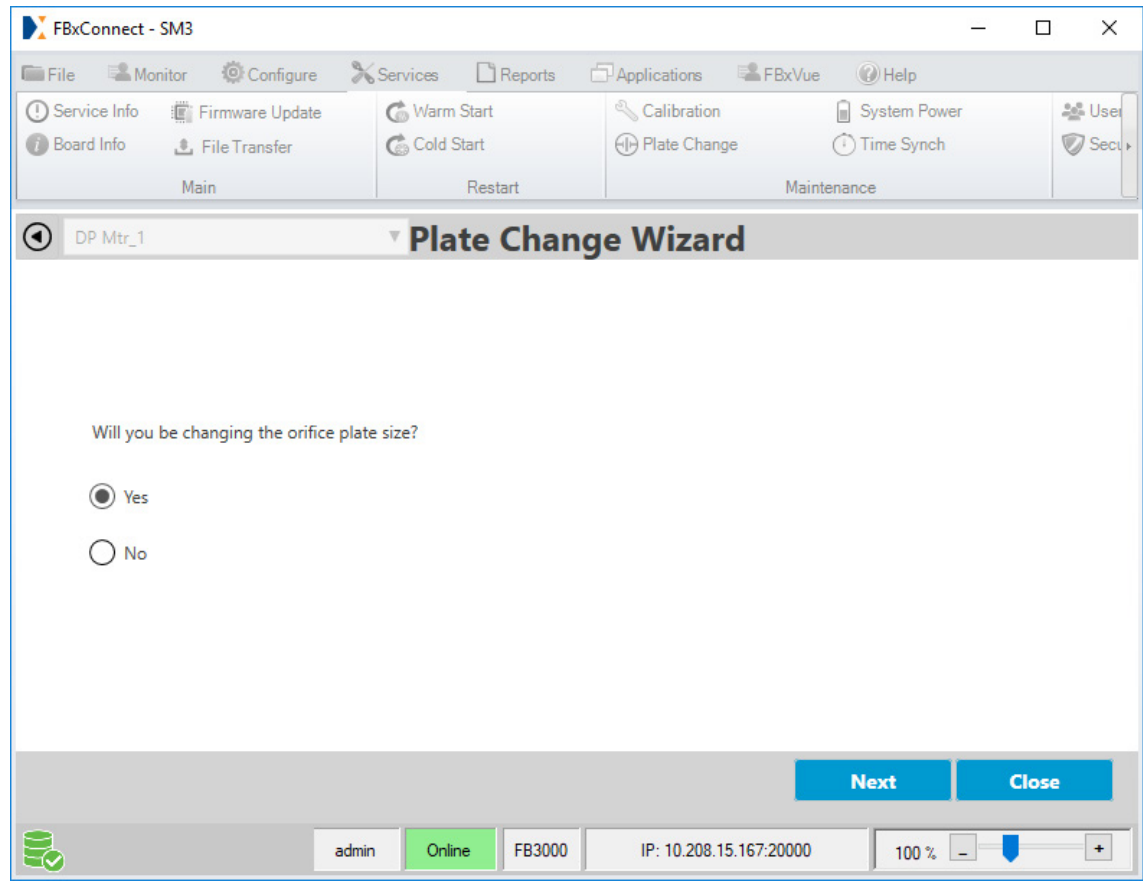 FBxConnect - SM3
File Monitor Configure Services Reports Applications FBxVue Help
Service Info Firmware Update Warm Start Calibration System Power User
Board Info File Transfer Cold Start Plate Change Time Synch Secu
Main Restart Maintenance
DP Mtr_1 Plate Change Wizard
Will you be changing the orifice plate size?
Yes
No
Next Close
admin Online FB3000 IP: 10.208.15.167:20000 100 % - +